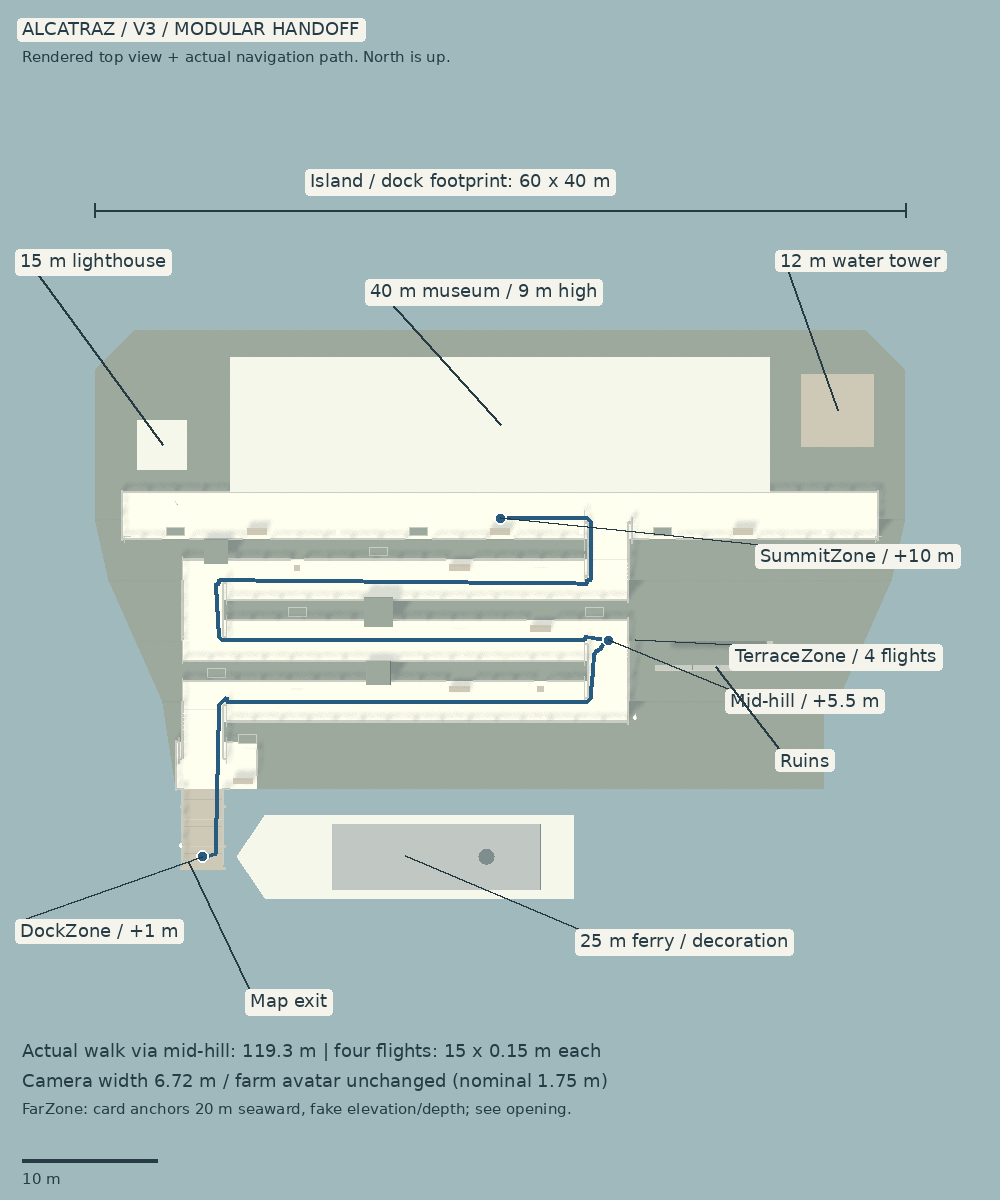 ALCATRAZ / V3 / MODULAR HANDOFF
Rendered top view + actual navigation path. North is up.
Island / dock footprint: 60 x 40 m
15 m lighthouse
12 m water tower
40 m museum / 9 m high
SummitZone / +10 m
TerraceZone / 4 flights
Mid-hill / +5.5 m
Ruins
DockZone / +1 m
25 m ferry / decoration
Map exit
Actual walk via mid-hill: 119.3 m | four flights: 15 x 0.15 m each
Camera width 6.72 m / farm avatar unchanged (nominal 1.75 m)
FarZone: card anchors 20 m seaward, fake elevation/depth; see opening.
10 m